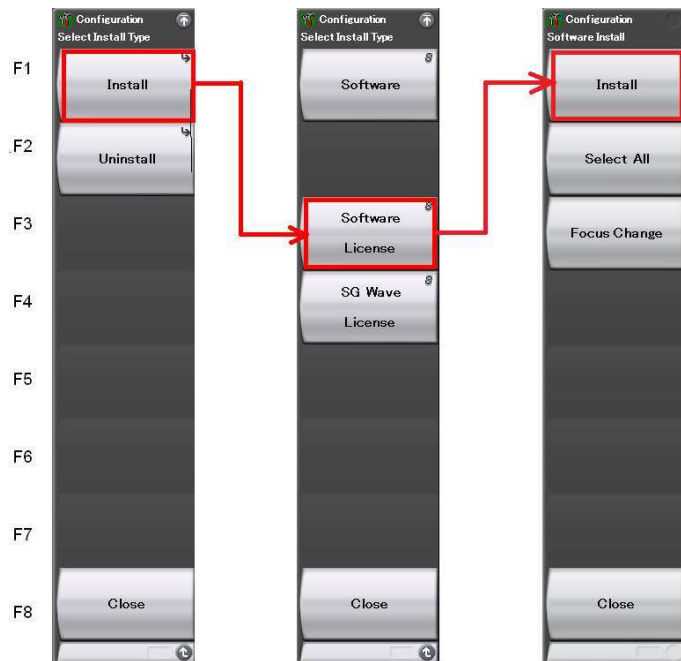 Configuration
Select Install Type
Configuration
Select Install Type
Configuration
Software Install
F1
Install
Software
Install
F2
Uninstall
Select All
F3
Software
License
Focus Change
F4
SG Wave
License
F5
F6
F7
F8
Close
Close
Close